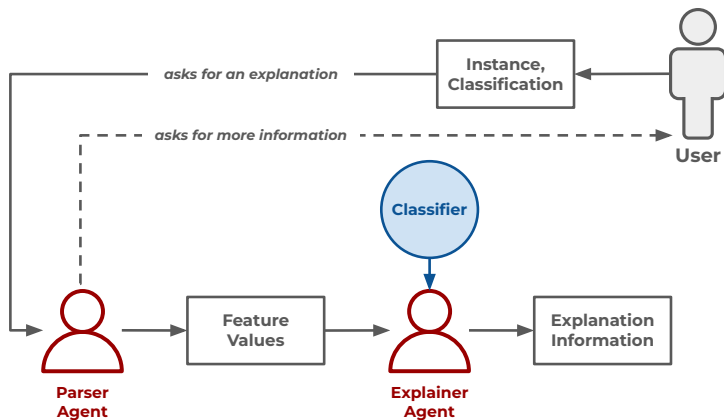 asks for an explanation
Instance,
Classification
asks for more information
User
Classifier
Feature
Values
Explanation
Information
Parser
Agent
Explainer
Agent